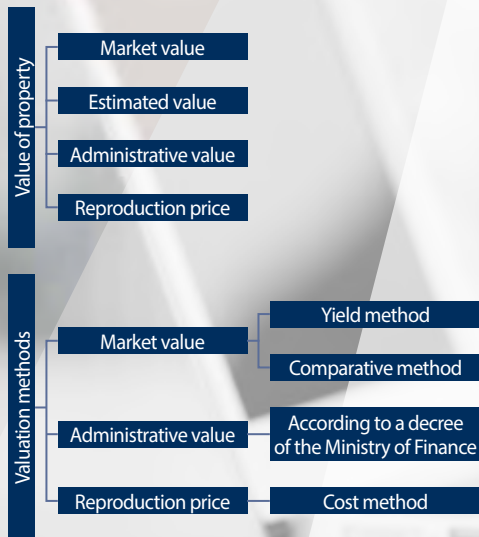 Value of property
Market value
Estimated value
Administrative value
Reproduction price
Valuation methods
Market value
Yield method
Comparative method
Administrative value
According to a decree
of the Ministry of Finance
Reproduction price
Cost method